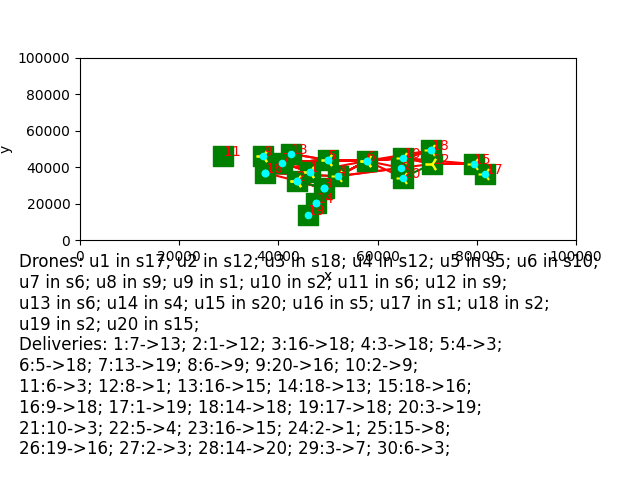 100000
80000
60000
40000
20000
0
y
0 20000 40000 60000 80000 100000
x
11
18
17
Drones: u1 in s17; u2 in s12; u3 in s18; u4 in s12; u5 in s5; u6 in s10;
u7 in s6; u8 in s9; u9 in s1; u10 in s2; u11 in s6; u12 in s9;
u13 in s6; u14 in s4; u15 in s20; u16 in s5; u17 in s1; u18 in s2;
u19 in s2; u20 in s15;
Deliveries: 1:7->13; 2:1->12; 3:16->18; 4:3->18; 5:4->3;
6:5->18; 7:13->19; 8:6->9; 9:20->16; 10:2->9;
11:6->3; 12:8->1; 13:16->15; 14:18->13; 15:18->16;
16:9->18; 17:1->19; 18:14->18; 19:17->18; 20:3->19;
21:10->3; 22:5->4; 23:16->15; 24:2->1; 25:15->8;
26:19->16; 27:2->3; 28:14->20; 29:3->7; 30:6->3;